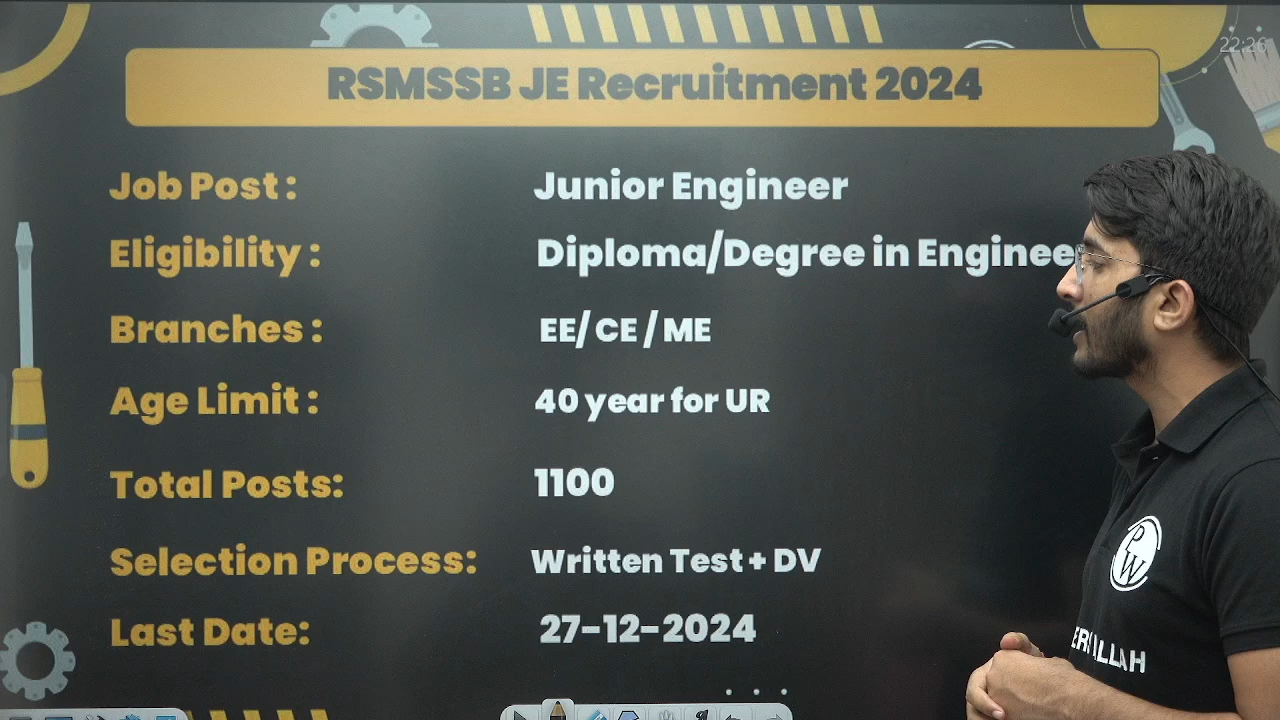 22:26
RSMSSB JE Recruitment 2024
Job Post : Junior Engineer
Eligibility : Diploma/Degree in Enginee
Branches : EE/ CE / ME
Age Limit : 40 year for UR
Total Posts: 1100
Selection Process: Written Test + DV
Last Date: 27-12-2024
PW